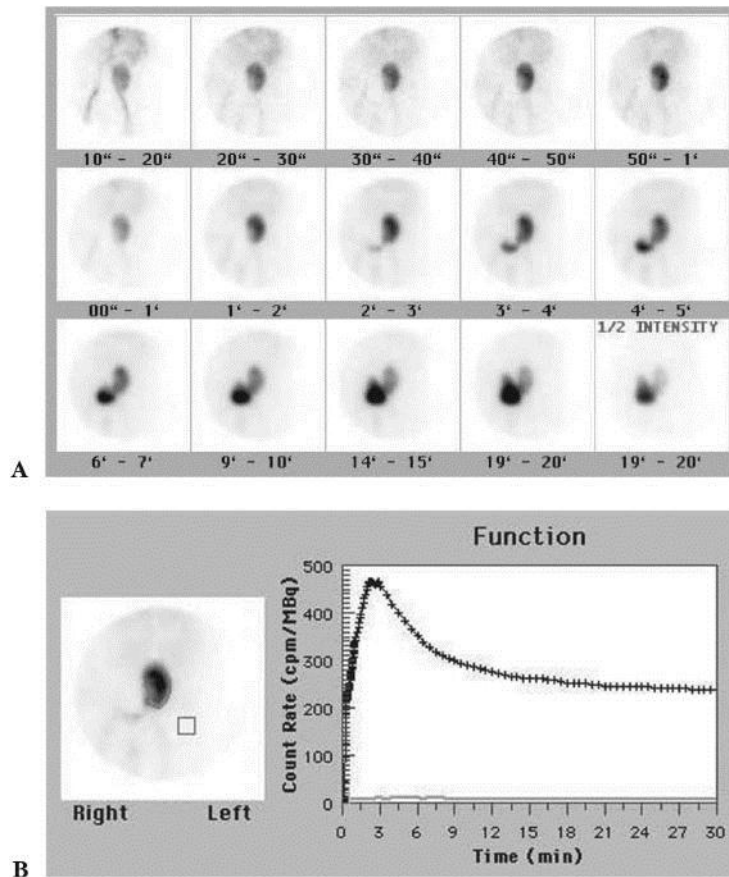 10" - 20" 20" - 30" 30" - 40" 40" - 50" 50" - 1'
00" - 1' 1' - 2' 2' - 3' 3' - 4' 4' - 5'
1/2 INTENSITY
6' - 7' 9' - 10' 14' - 15' 19' - 20' 19' - 20'
A
Function
Count Rate (cpm/MBq)
500
400
300
200
100
0
0 3 6 9 12 15 18 21 24 27 30
Time (min)
Right Left
B